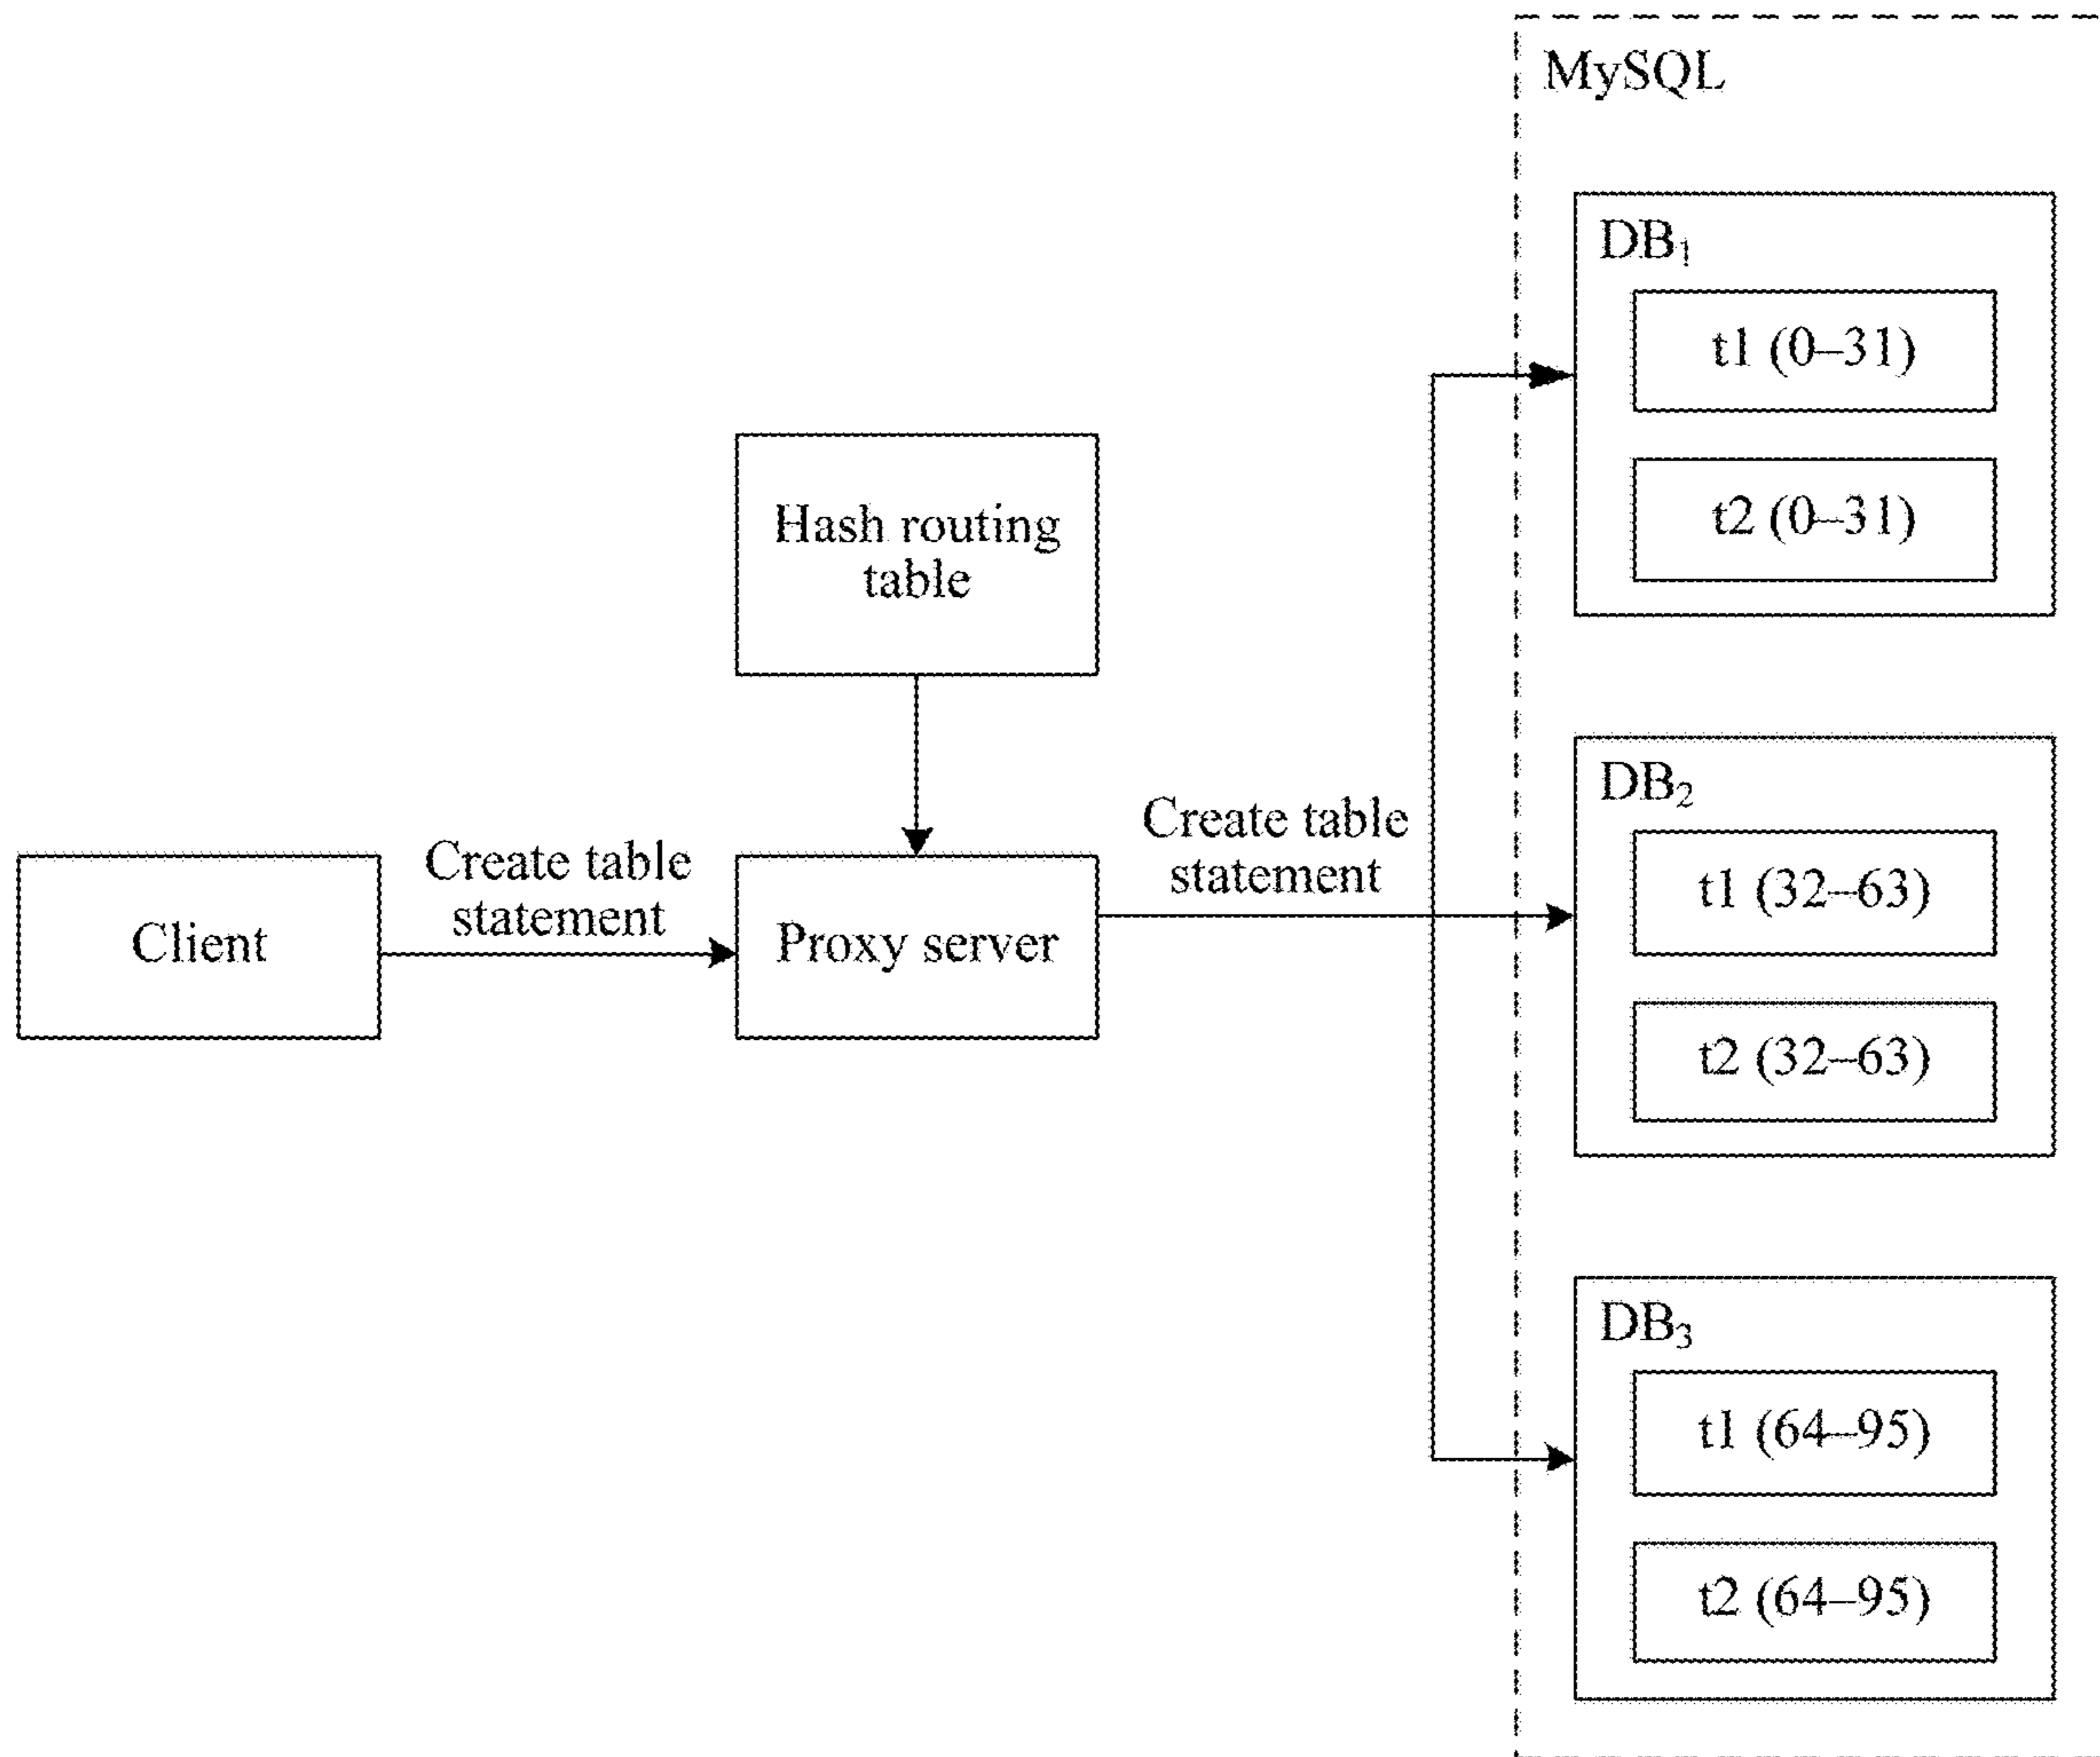 MySQL
DB₁
t1 (0–31)
t2 (0–31)
Hash routing
table
DB₂
Create table
statement
Create table
statement
t1 (32–63)
Client
Proxy server
t2 (32–63)
DB₃
t1 (64–95)
t2 (64–95)